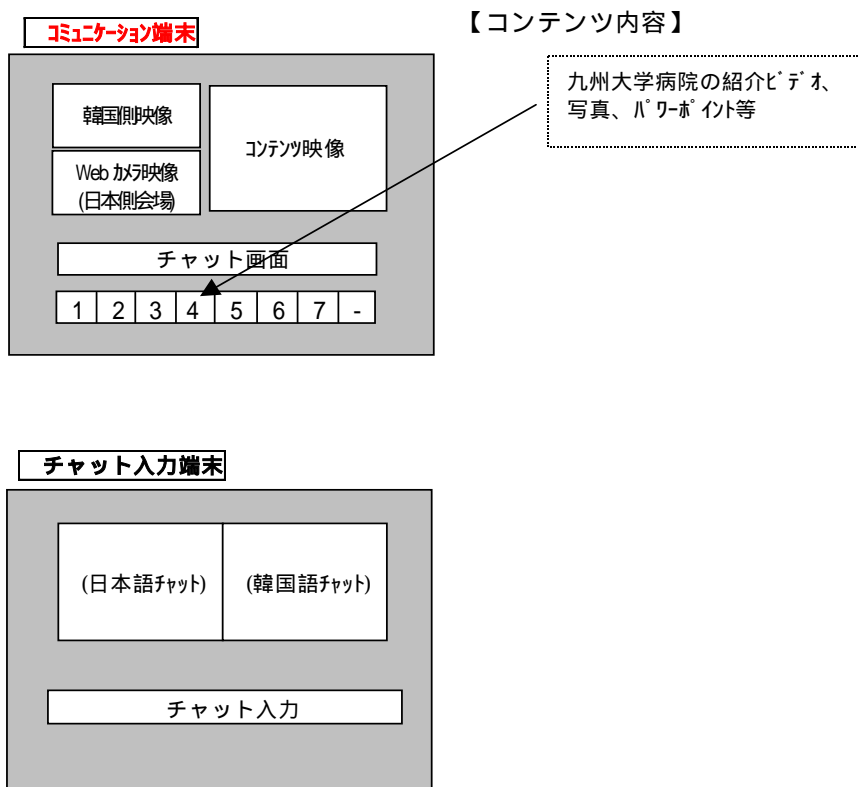 【コンテンツ内容】
ｺﾐｭﾆｹｰｼｮﾝ端末
九州大学病院の紹介ﾋﾞﾃﾞｵ、
写真、ﾊﾟﾜｰﾎﾟｲﾝﾄ等
韓国側映像
ｺﾝﾃﾝﾂ映像
Web ｶﾒﾗ映像
(日本側会場)
チャット画面
1 2 3 4 5 6 7 -
チャット入力端末
(日本語ﾁｬｯﾄ) (韓国語ﾁｬｯﾄ)
チャット入力